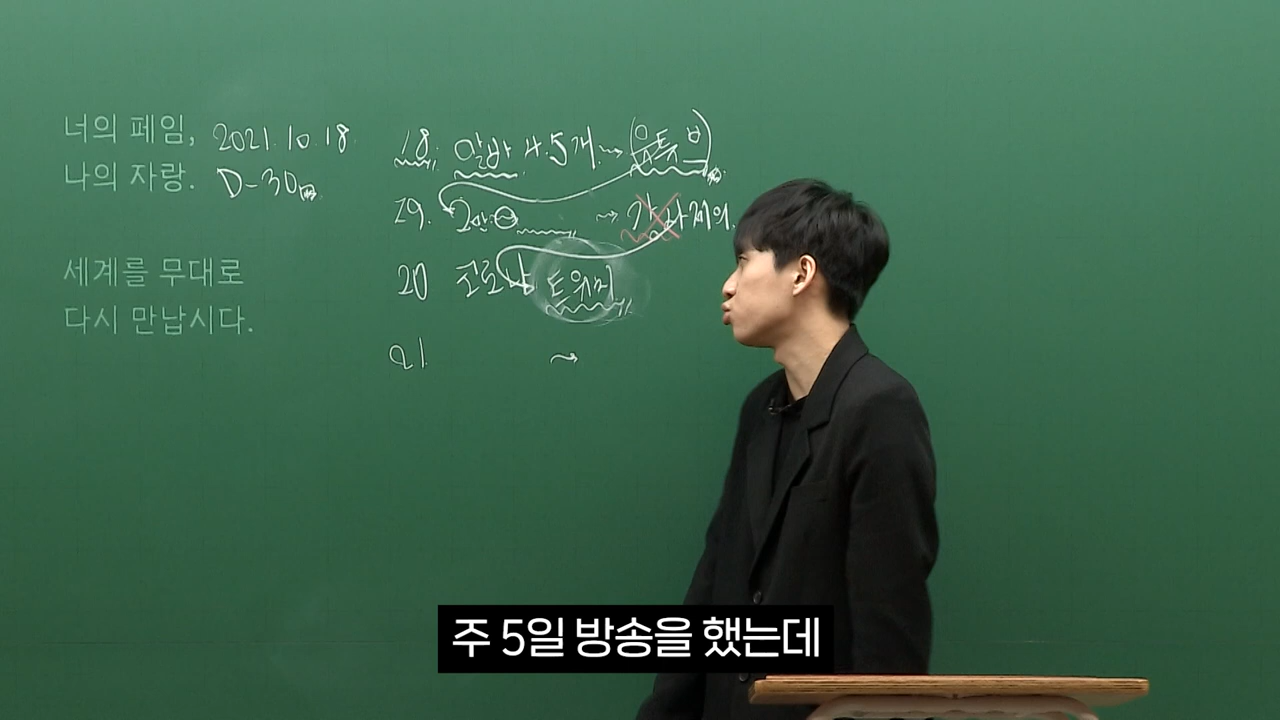 너의 페임, 2021.10.18
나의 자랑. D-30
세계를 무대로
다시 만납시다.
18. 알바 4.5개 → 유튜브
19. 2만 →
20 코로나 트위치
21. →
주 5일 방송을 했는데